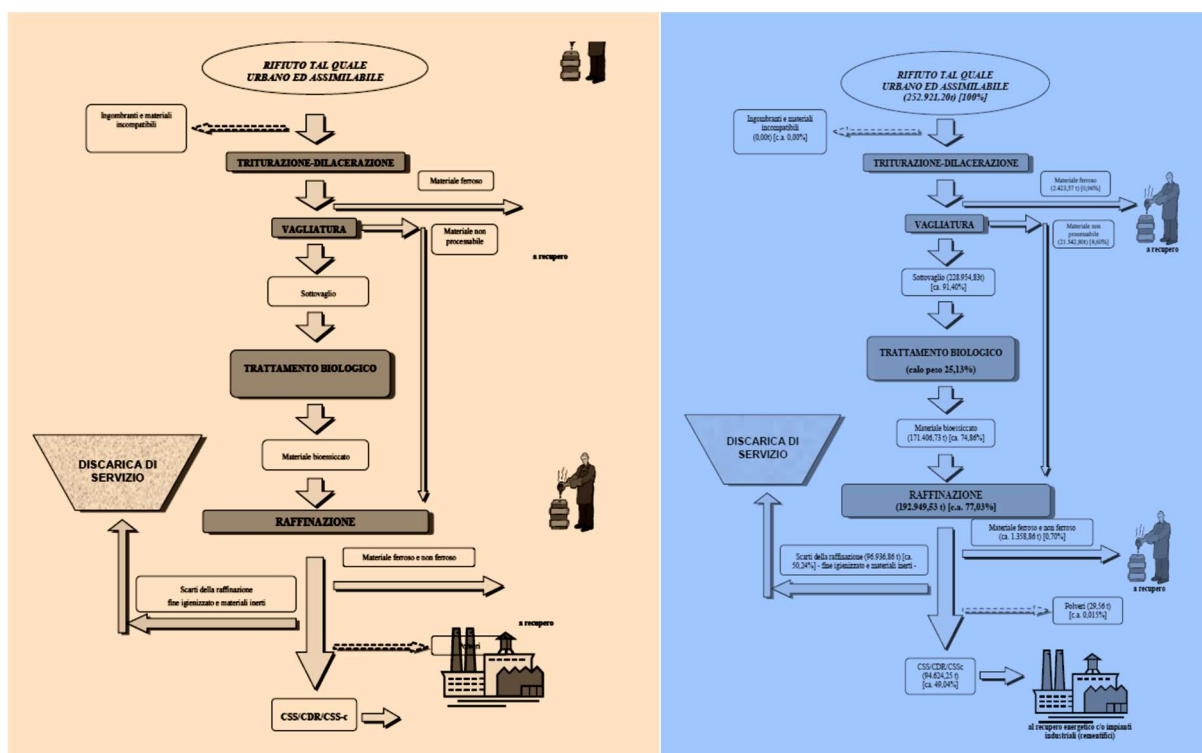 RIFIUTO TAL QUALE
URBANO ED ASSIMILABILE
Ingombranti e materiali
incompatibili
TRITURAZIONE-DILACERAZIONE
Materiale ferroso
VAGLIATURA
Materiale non
processabile
a recupero
Sottovaglio
TRATTAMENTO BIOLOGICO
Materiale bioessiccato
DISCARICA DI
SERVIZIO
RAFFINAZIONE
Materiale ferroso e non ferroso
Scarti della raffinazione
fine igienizzato e materiali inerti
a recupero
Polveri
CSS/CDR/CSS-c
RIFIUTO TAL QUALE
URBANO ED ASSIMILABILE
(252.921,20t) [100%]
Ingombranti e materiali
incompatibili
(0,00t) [c.a. 0,00%]
TRITURAZIONE-DILACERAZIONE
Materiale ferroso
(2.423,57 t) [0,96%]
VAGLIATURA
Materiale non
processabile
(21.542,80t) [8,60%]
a recupero
Sottovaglio (228.954,83t)
[ca. 91,40%]
TRATTAMENTO BIOLOGICO
(calo peso 25,13%)
Materiale bioessiccato
(171.406,73 t) [ca. 74,86%]
DISCARICA DI
SERVIZIO
RAFFINAZIONE
(192.949,53 t) [c.a. 77,03%]
Materiale ferroso e non ferroso
(ca. 1.358,86 t) [0,70%]
Scarti della raffinazione (96.936,86 t) [ca.
50,24%] - fine igienizzato e materiali inerti -
a recupero
Polveri (29,56 t)
[c.a. 0,015%]
CSS/CDR/CSSc
(94.624,25 t)
[ca. 49,04%]
al recupero energetico c/o impianti
industriali (cementifici)